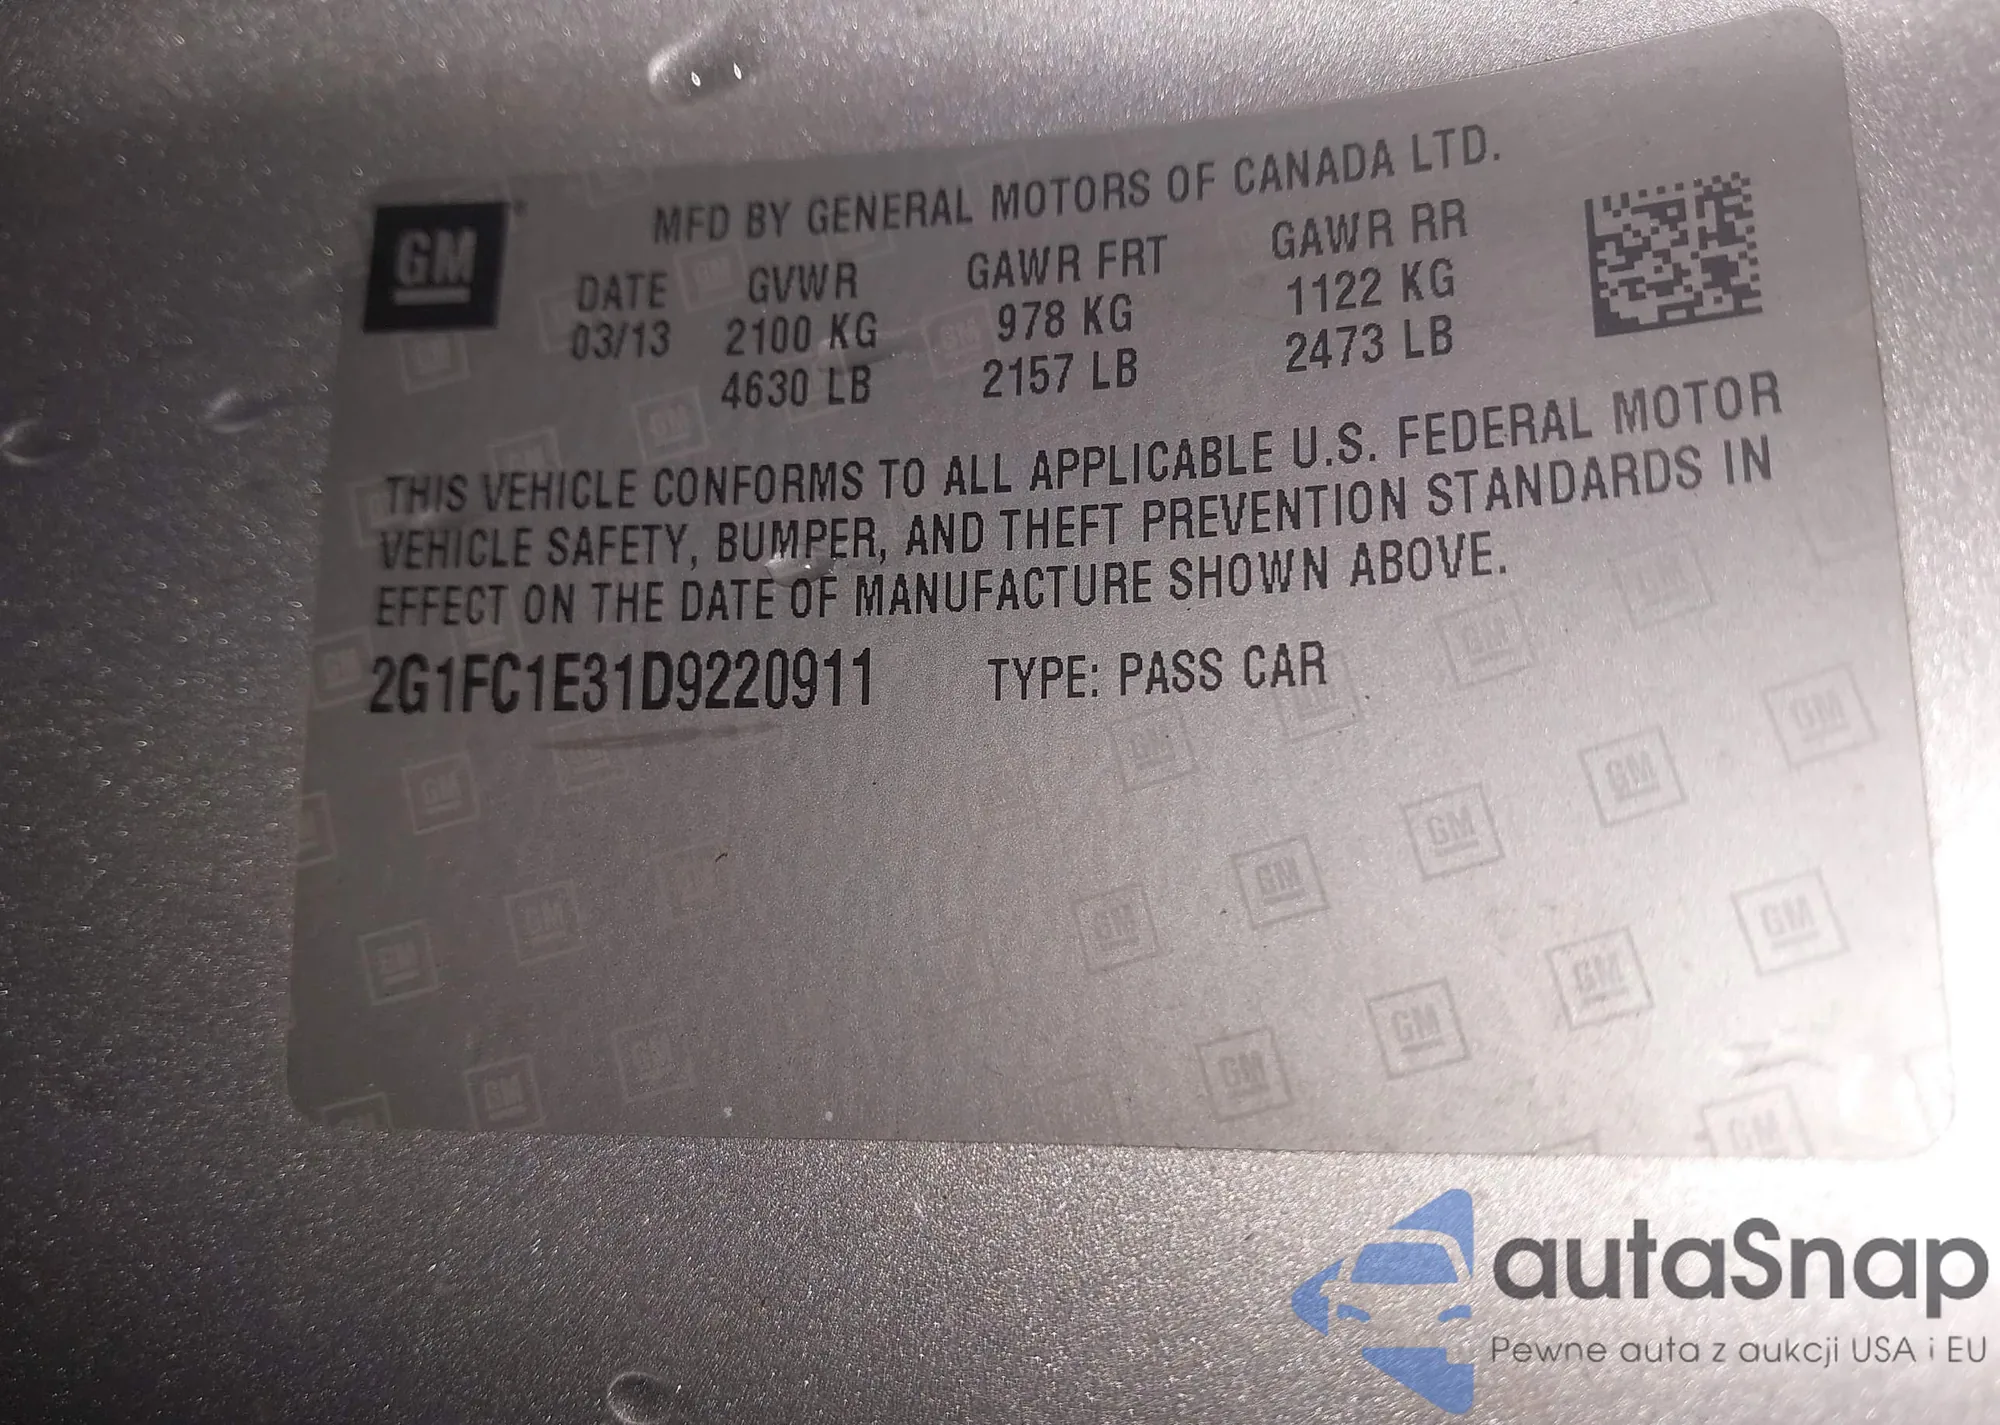 GM
MFD BY GENERAL MOTORS OF CANADA LTD.
DATE GVWR GAWR FRT GAWR RR
03/13 2100 KG 978 KG 1122 KG
4630 LB 2157 LB 2473 LB
THIS VEHICLE CONFORMS TO ALL APPLICABLE U.S. FEDERAL MOTOR
VEHICLE SAFETY, BUMPER, AND THEFT PREVENTION STANDARDS IN
EFFECT ON THE DATE OF MANUFACTURE SHOWN ABOVE.
2G1FC1E31D9220911 TYPE: PASS CAR
autaSnap
Pewne auta z aukcji USA i EU